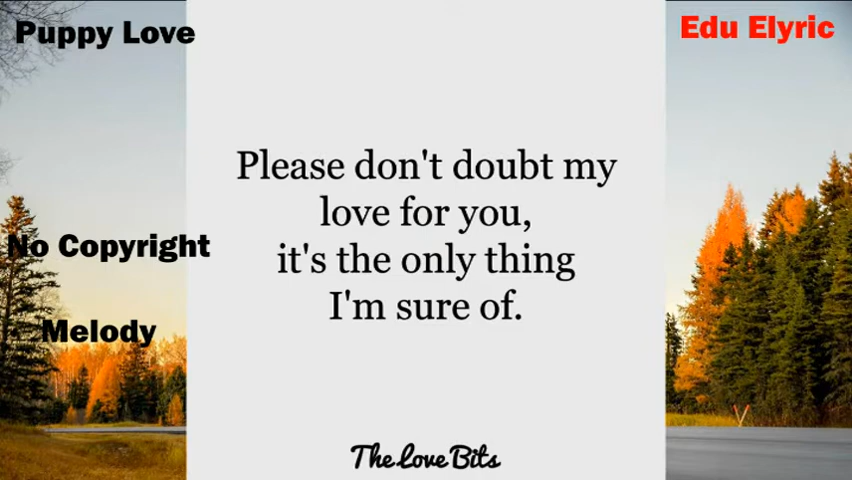 Puppy Love
Edu Elyric
Please don't doubt my
love for you,
it's the only thing
I'm sure of.
No Copyright
Melody
The Love Bits